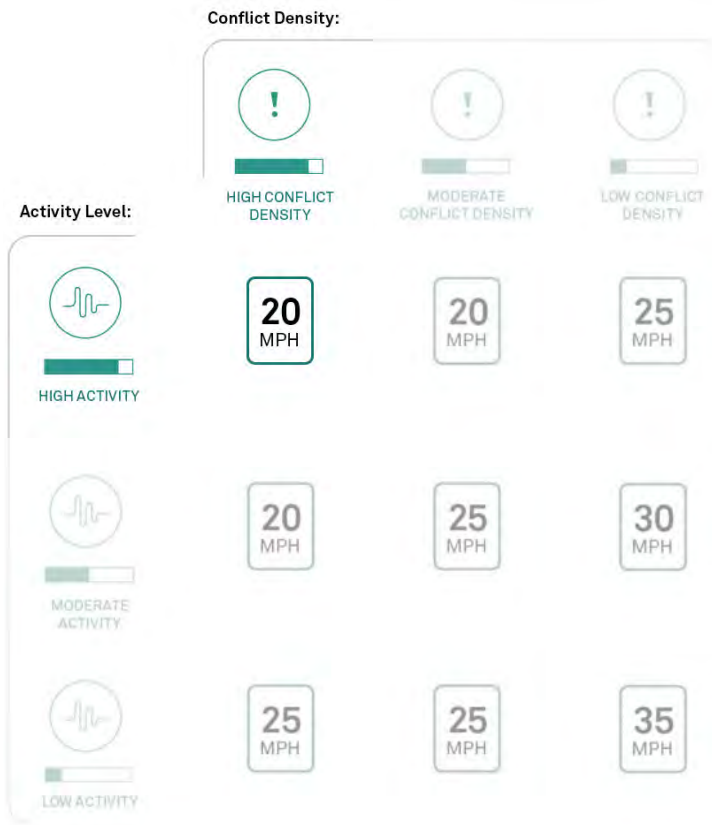 Conflict Density:
!
!
!
HIGH CONFLICT
DENSITY
MODERATE
CONFLICT DENSITY
LOW CONFLICT
DENSITY
Activity Level:
HIGH ACTIVITY
20
MPH
20
MPH
25
MPH
MODERATE
ACTIVITY
20
MPH
25
MPH
30
MPH
LOW ACTIVITY
25
MPH
25
MPH
35
MPH